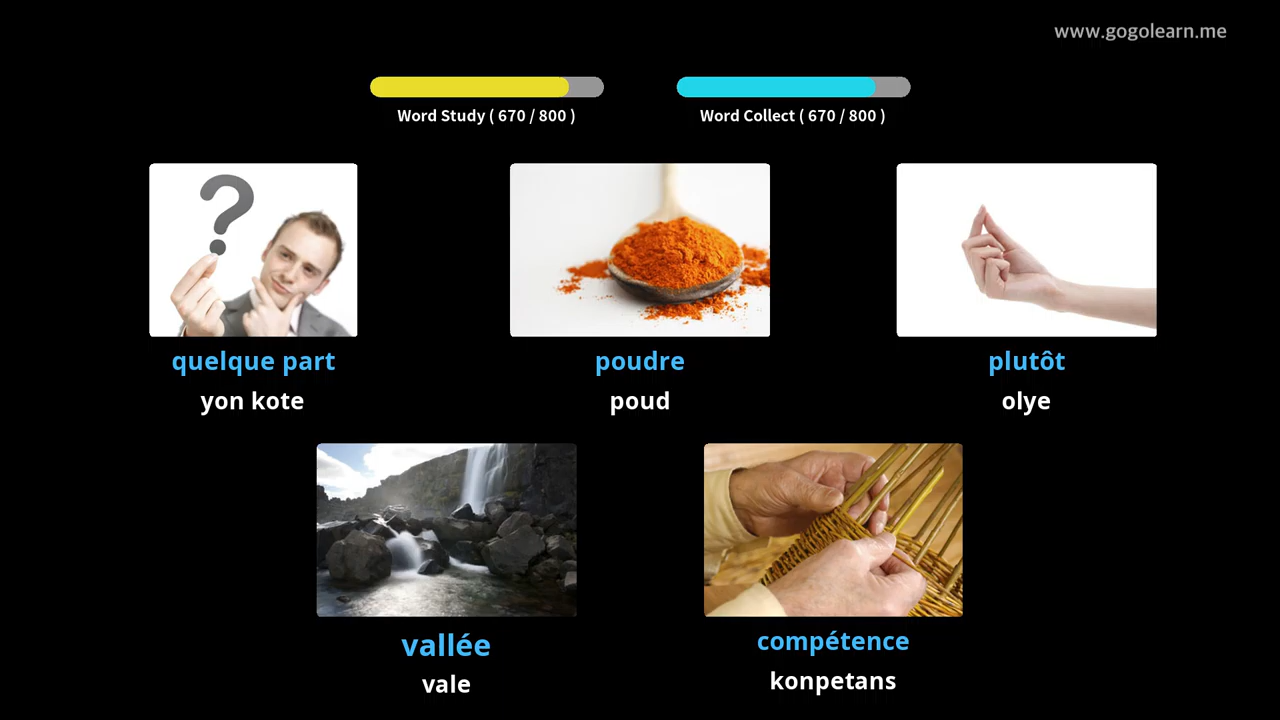 www.gogolearn.me
Word Study ( 670 / 800 )
Word Collect ( 670 / 800 )
quelque part
yon kote
poudre
poud
plutôt
olye
vallée
vale
compétence
konpetans